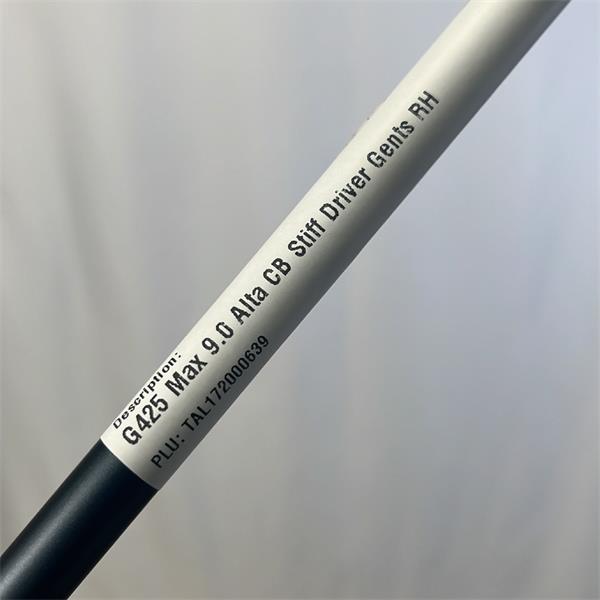 Description:
G425 Max 9.0 Alta CB Stiff Driver Gents RH
PLU: TAL172000639